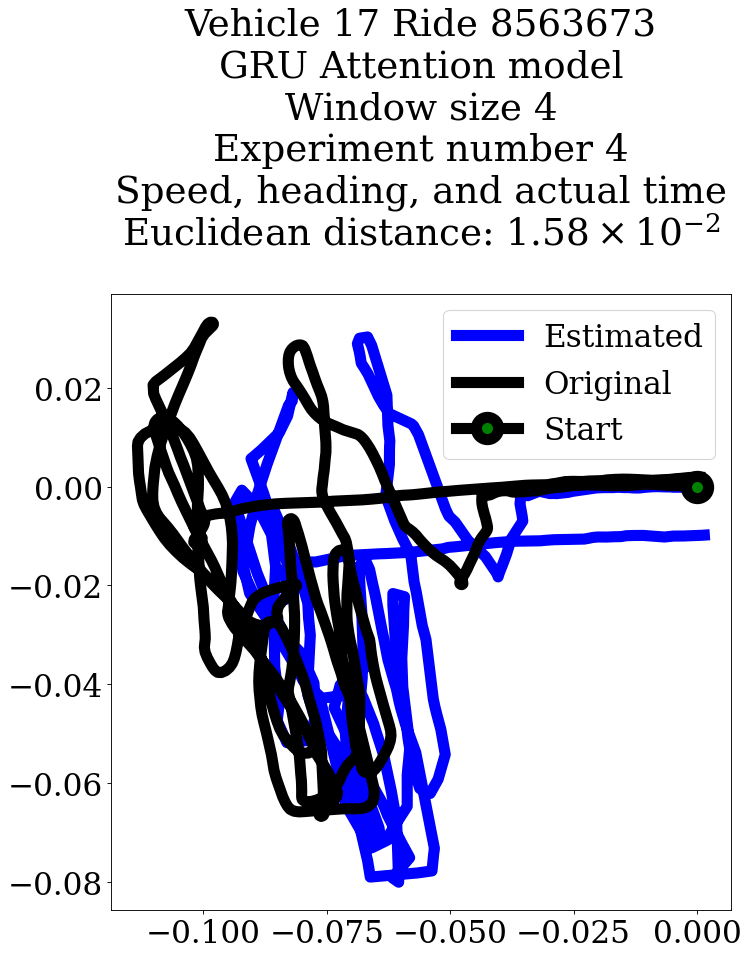 Vehicle 17 Ride 8563673
GRU Attention model
Window size 4
Experiment number 4
Speed, heading, and actual time
Euclidean distance: 1.58 × 10⁻²
Estimated
Original
Start
0.02
0.00
−0.02
−0.04
−0.06
−0.08
−0.100 −0.075 −0.050 −0.025 0.000